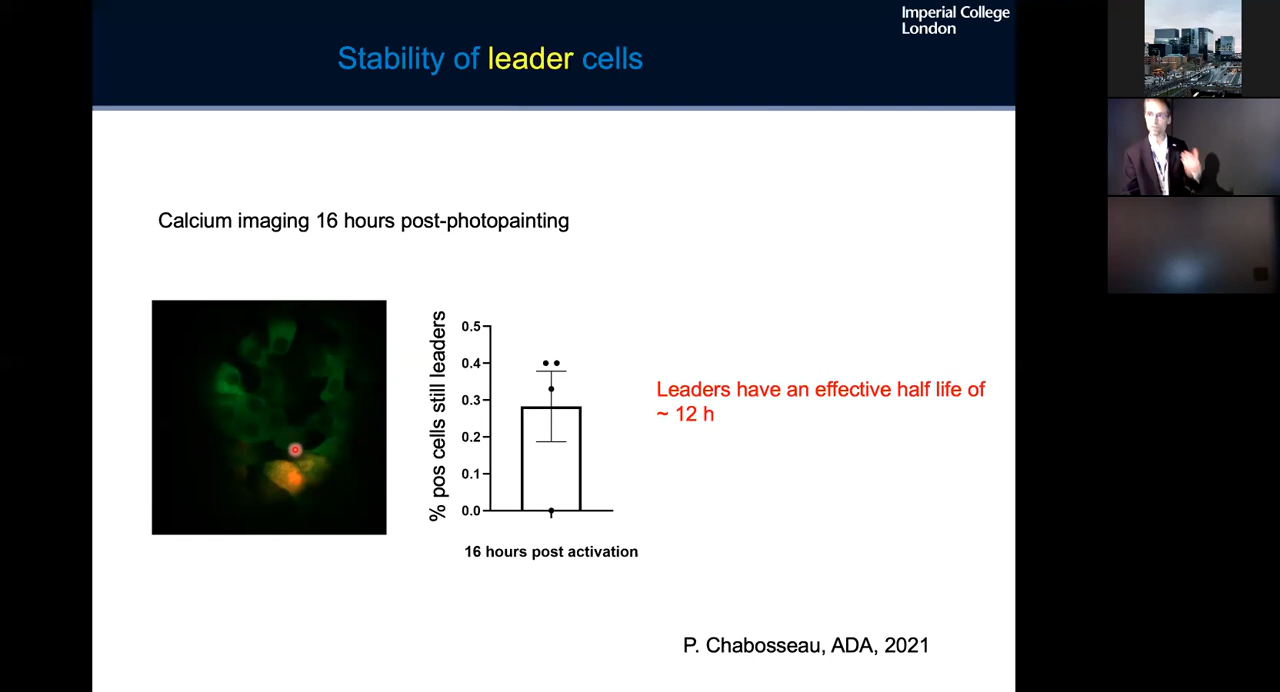 Imperial College
London
Stability of leader cells
Calcium imaging 16 hours post-photopainting
% pos cells still leaders
0.5
0.4
0.3
0.2
0.1
0.0
16 hours post activation
Leaders have an effective half life of
~ 12 h
P. Chabosseau, ADA, 2021